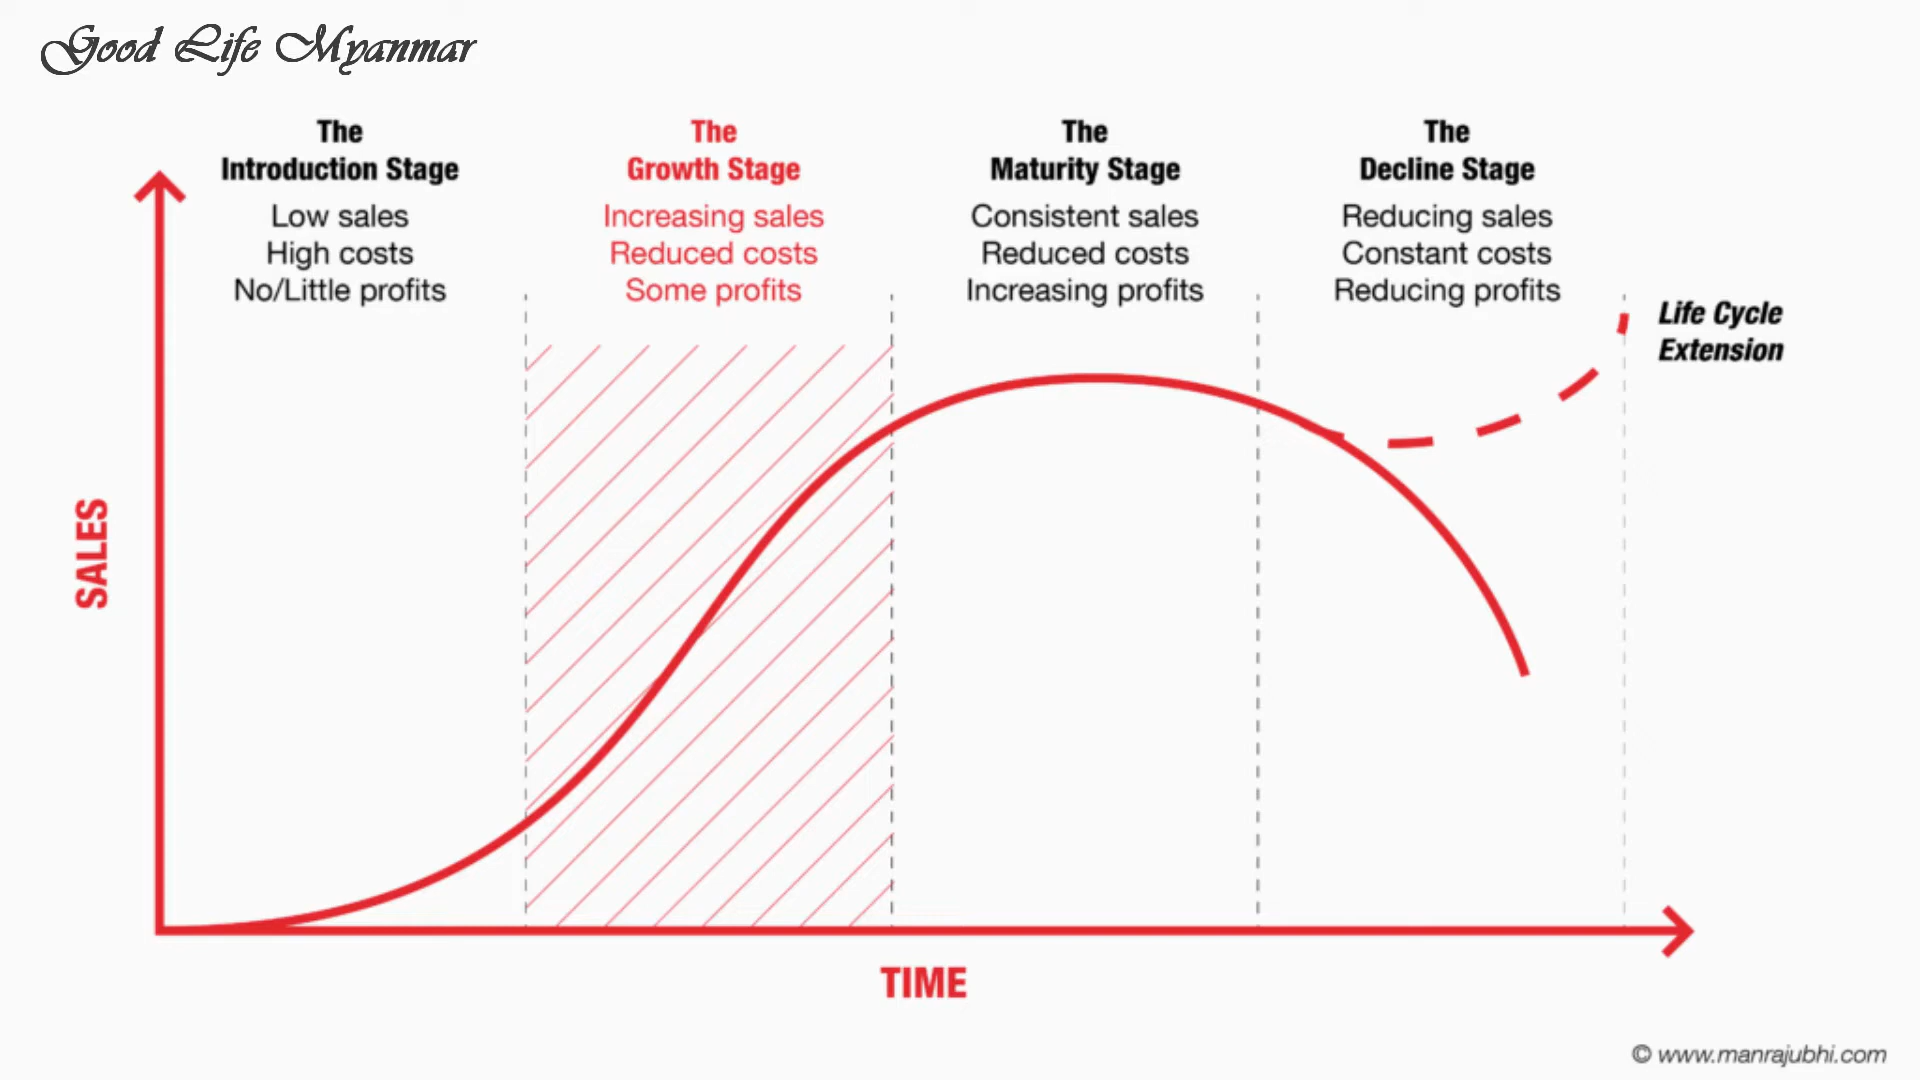 Good Life Myanmar
The
Introduction Stage
Low sales
High costs
No/Little profits
The
Growth Stage
Increasing sales
Reduced costs
Some profits
The
Maturity Stage
Consistent sales
Reduced costs
Increasing profits
The
Decline Stage
Reducing sales
Constant costs
Reducing profits
Life Cycle
Extension
SALES
TIME
© www.manrajubhi.com